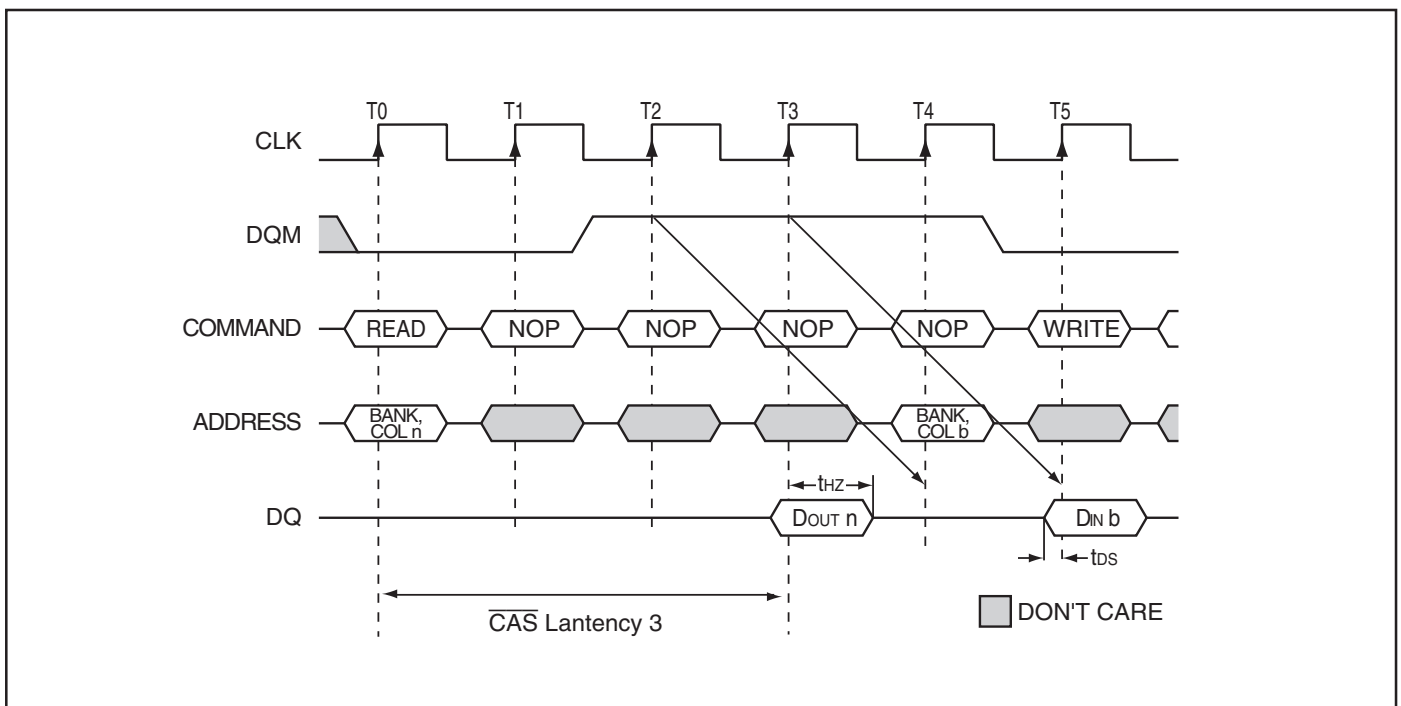 T0 T1 T2 T3 T4 T5
CLK
DQM
COMMAND READ NOP NOP NOP NOP WRITE
ADDRESS BANK, COL n BANK, COL b
tHZ
DQ DOUT n DIN b
tDS
CAS Lantency 3
DON'T CARE